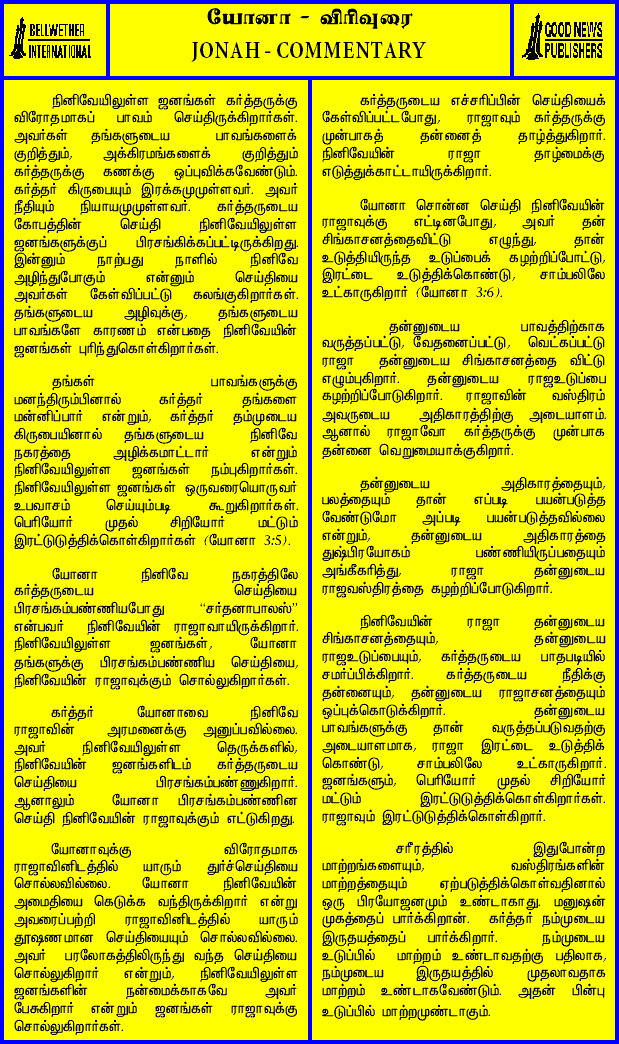 யோனா - விரிவுரை
BELLWETHER
INTERNATIONAL
JONAH - COMMENTARY
GOOD NEWS
PUBLISHERS
நினிவேயிலுள்ள ஜனங்கள் கர்த்தருக்கு
விரோதமாகப் பாவம் செய்திருக்கிறார்கள்.
அவர்கள் தங்களுடைய பாவங்களைக்
குறித்தும், அக்கிரமங்களைக் குறித்தும்
கர்த்தருக்கு கணக்கு ஒப்புவிக்கவேண்டும்.
கர்த்தர் கிருபையும் இரக்கமுமுள்ளவர். அவர்
நீதியும் நியாயமுமுள்ளவர். கர்த்தருடைய
கோபத்தின் செய்தி நினிவேயிலுள்ள
ஜனங்களுக்குப் பிரசங்கிக்கப்பட்டிருக்கிறது.
இன்னும் நாற்பது நாளில் நினிவே
அழிந்துபோகும் என்னும் செய்தியை
அவர்கள் கேள்விப்பட்டு கலங்குகிறார்கள்.
தங்களுடைய அழிவுக்கு, தங்களுடைய
பாவங்களே காரணம் என்பதை நினிவேயின்
ஜனங்கள் புரிந்துகொள்கிறார்கள்.
தங்கள் பாவங்களுக்கு
மனந்திரும்பினால் கர்த்தர் தங்களை
மன்னிப்பார் என்றும், கர்த்தர் தம்முடைய
கிருபையினால் தங்களுடைய நினிவே
நகரத்தை அழிக்கமாட்டார் என்றும்
நினிவேயிலுள்ள ஜனங்கள் நம்புகிறார்கள்.
நினிவேயிலுள்ள ஜனங்கள் ஒருவரையொருவர்
உபவாசம் செய்யும்படி கூறுகிறார்கள்.
பெரியோர் முதல் சிறியோர் மட்டும்
இரட்டுடுத்திக்கொள்கிறார்கள் (யோனா 3:5).
யோனா நினிவே நகரத்திலே
கர்த்தருடைய செய்தியை
பிரசங்கம்பண்ணியபோது “சர்தனாபாலஸ்”
என்பவர் நினிவேயின் ராஜாவாயிருக்கிறார்.
நினிவேயிலுள்ள ஜனங்கள், யோனா
தங்களுக்கு பிரசங்கம்பண்ணிய செய்தியை,
நினிவேயின் ராஜாவுக்கும் சொல்லுகிறார்கள்.
கர்த்தர் யோனாவை நினிவே
ராஜாவின் அரமனைக்கு அனுப்பவில்லை.
அவர் நினிவேயிலுள்ள தெருக்களில்,
நினிவேயின் ஜனங்களிடம் கர்த்தருடைய
செய்தியை பிரசங்கம்பண்ணுகிறார்.
ஆனாலும் யோனா பிரசங்கம்பண்ணின
செய்தி நினிவேயின் ராஜாவுக்கும் எட்டுகிறது.
யோனாவுக்கு விரோதமாக
ராஜாவினிடத்தில் யாரும் துர்ச்செய்தியை
சொல்லவில்லை. யோனா நினிவேயின்
அமைதியை கெடுக்க வந்திருக்கிறார் என்று
அவரைப்பற்றி ராஜாவினிடத்தில் யாரும்
தூஷணமான செய்தியையும் சொல்லவில்லை.
அவர் பரலோகத்திலிருந்து வந்த செய்தியை
சொல்லுகிறார் என்றும், நினிவேயிலுள்ள
ஜனங்களின் நன்மைக்காகவே அவர்
பேசுகிறார் என்றும் ஜனங்கள் ராஜாவுக்கு
சொல்லுகிறார்கள்.
கர்த்தருடைய எச்சரிப்பின் செய்தியைக்
கேள்விப்பட்டபோது, ராஜாவும் கர்த்தருக்கு
முன்பாகத் தன்னைத் தாழ்த்துகிறார்.
நினிவேயின் ராஜா தாழ்மைக்கு
எடுத்துக்காட்டாயிருக்கிறார்.
யோனா சொன்ன செய்தி நினிவேயின்
ராஜாவுக்கு எட்டினபோது, அவர் தன்
சிங்காசனத்தைவிட்டு எழுந்து, தான்
உடுத்தியிருந்த உடுப்பைக் கழற்றிப்போட்டு,
இரட்டை உடுத்திக்கொண்டு, சாம்பலிலே
உட்காருகிறார் (யோனா 3:6).
தன்னுடைய பாவத்திற்காக
வருத்தப்பட்டு, வேதனைப்பட்டு, வெட்கப்பட்டு
ராஜா தன்னுடைய சிங்காசனத்தை விட்டு
எழும்புகிறார். தன்னுடைய ராஜஉடுப்பை
கழற்றிப்போடுகிறார். ராஜாவின் வஸ்திரம்
அவருடைய அதிகாரத்திற்கு அடையாளம்.
ஆனால் ராஜாவோ கர்த்தருக்கு முன்பாக
தன்னை வெறுமையாக்குகிறார்.
தன்னுடைய அதிகாரத்தையும்,
பலத்தையும் தான் எப்படி பயன்படுத்த
வேண்டுமோ அப்படி பயன்படுத்தவில்லை
என்றும், தன்னுடைய அதிகாரத்தை
துஷ்பிரயோகம் பண்ணியிருப்பதையும்
அங்கீகரித்து, ராஜா தன்னுடைய
ராஜவஸ்திரத்தை கழற்றிப்போடுகிறார்.
நினிவேயின் ராஜா தன்னுடைய
சிங்காசனத்தையும், தன்னுடைய
ராஜஉடுப்பையும், கர்த்தருடைய பாதபடியில்
சமர்ப்பிக்கிறார். கர்த்தருடைய நீதிக்கு
தன்னையும், தன்னுடைய ராஜாசனத்தையும்
ஒப்புக்கொடுக்கிறார். தன்னுடைய
பாவங்களுக்கு தான் வருத்தப்படுவதற்கு
அடையாளமாக, ராஜா இரட்டை உடுத்திக்
கொண்டு, சாம்பலிலே உட்காருகிறார்.
ஜனங்களும், பெரியோர் முதல் சிறியோர்
மட்டும் இரட்டுடுத்திக்கொள்கிறார்கள்.
ராஜாவும் இரட்டுடுத்திக்கொள்கிறார்.
சரீரத்தில் இதுபோன்ற
மாற்றங்களையும், வஸ்திரங்களின்
மாற்றத்தையும் ஏற்படுத்திக்கொள்வதினால்
ஒரு பிரயோஜனமும் உண்டாகாது. மனுஷன்
முகத்தைப் பார்க்கிறான். கர்த்தர் நம்முடைய
இருதயத்தைப் பார்க்கிறார். நம்முடைய
உடுப்பில் மாற்றம் உண்டாவதற்கு பதிலாக,
நம்முடைய இருதயத்தில் முதலாவதாக
மாற்றம் உண்டாகவேண்டும். அதன் பின்பு
உடுப்பில் மாற்றமுண்டாகும்.